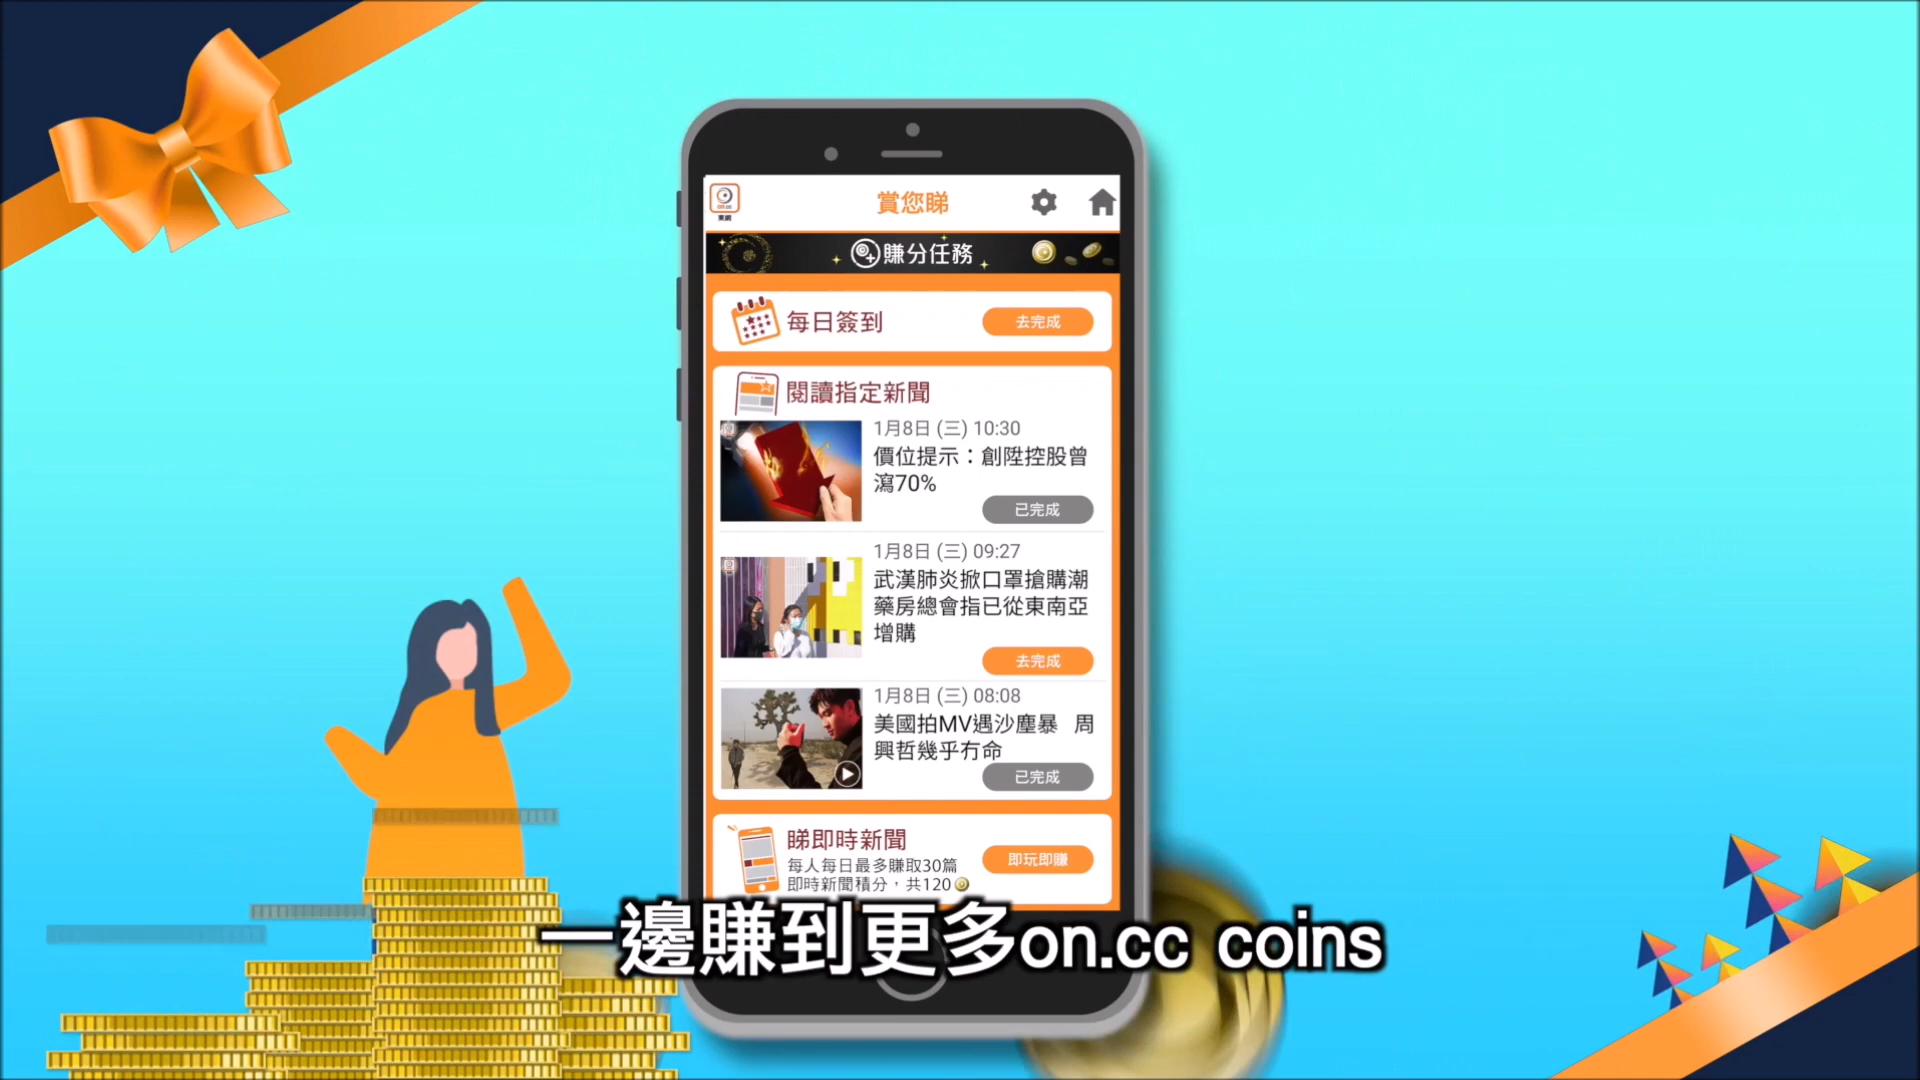 on.cc
東網
賞您睇
賺分任務
每日簽到
去完成
閱讀指定新聞
1月8日 (三) 10:30
價位提示：創陞控股曾
瀉70%
已完成
1月8日 (三) 09:27
武漢肺炎掀口罩搶購潮
藥房總會指已從東南亞
增購
去完成
1月8日 (三) 08:08
美國拍MV遇沙塵暴 周
興哲幾乎冇命
已完成
睇即時新聞
每人每日最多賺取30篇
即時新聞積分，共120
即玩即賺
一邊賺到更多on.cc coins